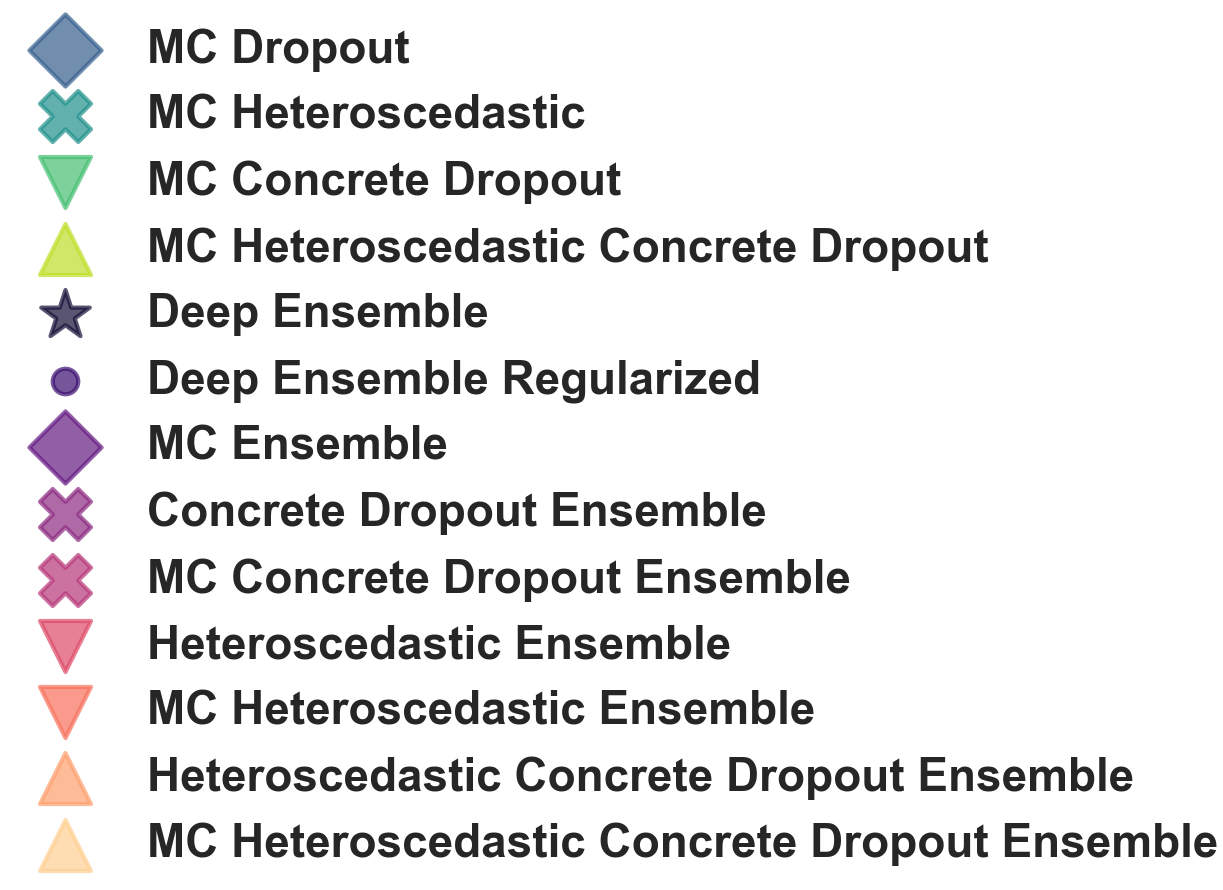 MC Dropout
MC Heteroscedastic
MC Concrete Dropout
MC Heteroscedastic Concrete Dropout
Deep Ensemble
Deep Ensemble Regularized
MC Ensemble
Concrete Dropout Ensemble
MC Concrete Dropout Ensemble
Heteroscedastic Ensemble
MC Heteroscedastic Ensemble
Heteroscedastic Concrete Dropout Ensemble
MC Heteroscedastic Concrete Dropout Ensemble